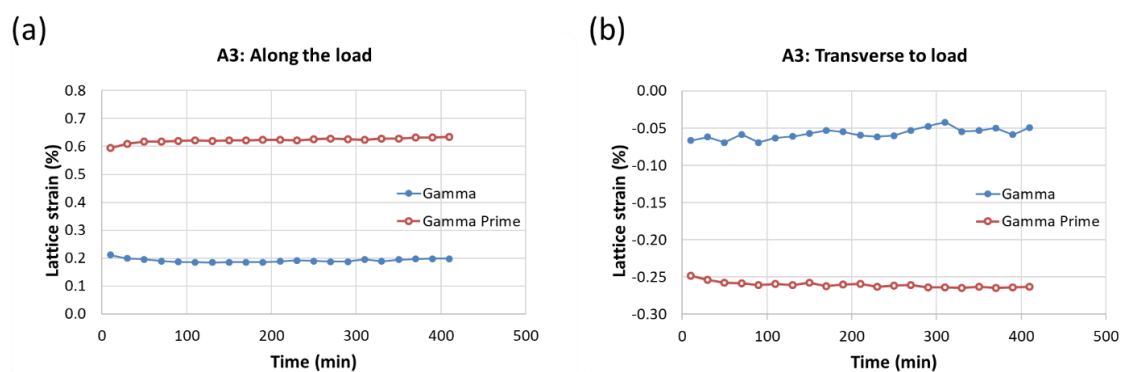 (a)
A3: Along the load
Lattice strain (%)
0.8
0.7
0.6
0.5
0.4
0.3
0.2
0.1
0.0
Gamma
Gamma Prime
0 100 200 300 400 500
Time (min)
(b)
A3: Transverse to load
Lattice strain (%)
0.00
-0.05
-0.10
-0.15
-0.20
-0.25
-0.30
Gamma
Gamma Prime
0 100 200 300 400 500
Time (min)